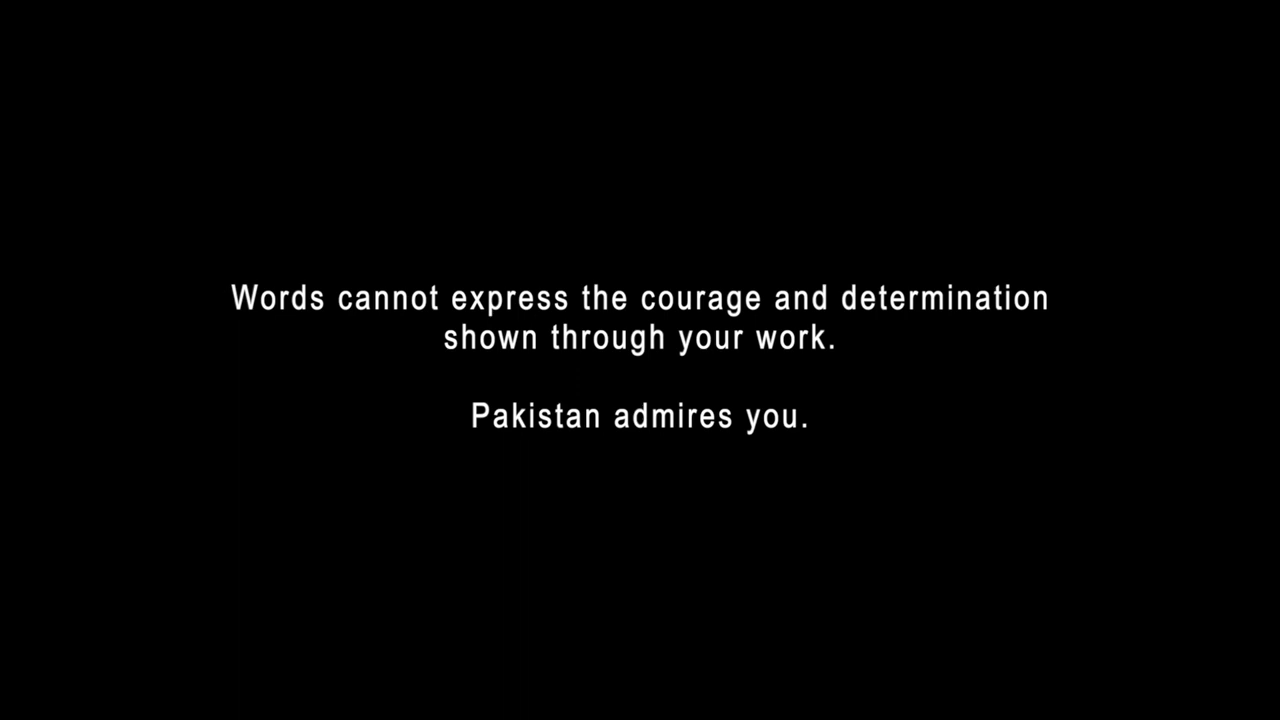 Words cannot express the courage and determination
shown through your work.
Pakistan admires you.